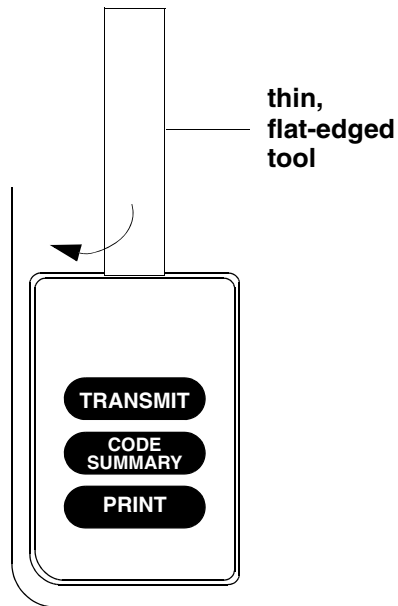 thin,
flat-edged
tool
TRANSMIT
CODE
SUMMARY
PRINT